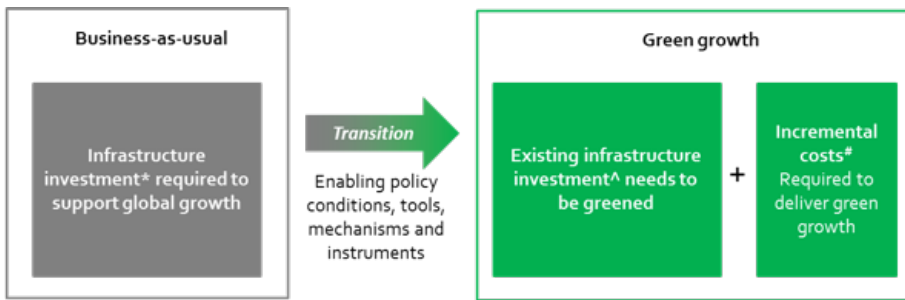 Business-as-usual
Infrastructure
investment* required to
support global growth
Transition
Enabling policy
conditions, tools,
mechanisms and
instruments
Green growth
Existing infrastructure
investment^ needs to
be greened
+
Incremental
costs#
Required to
deliver green
growth